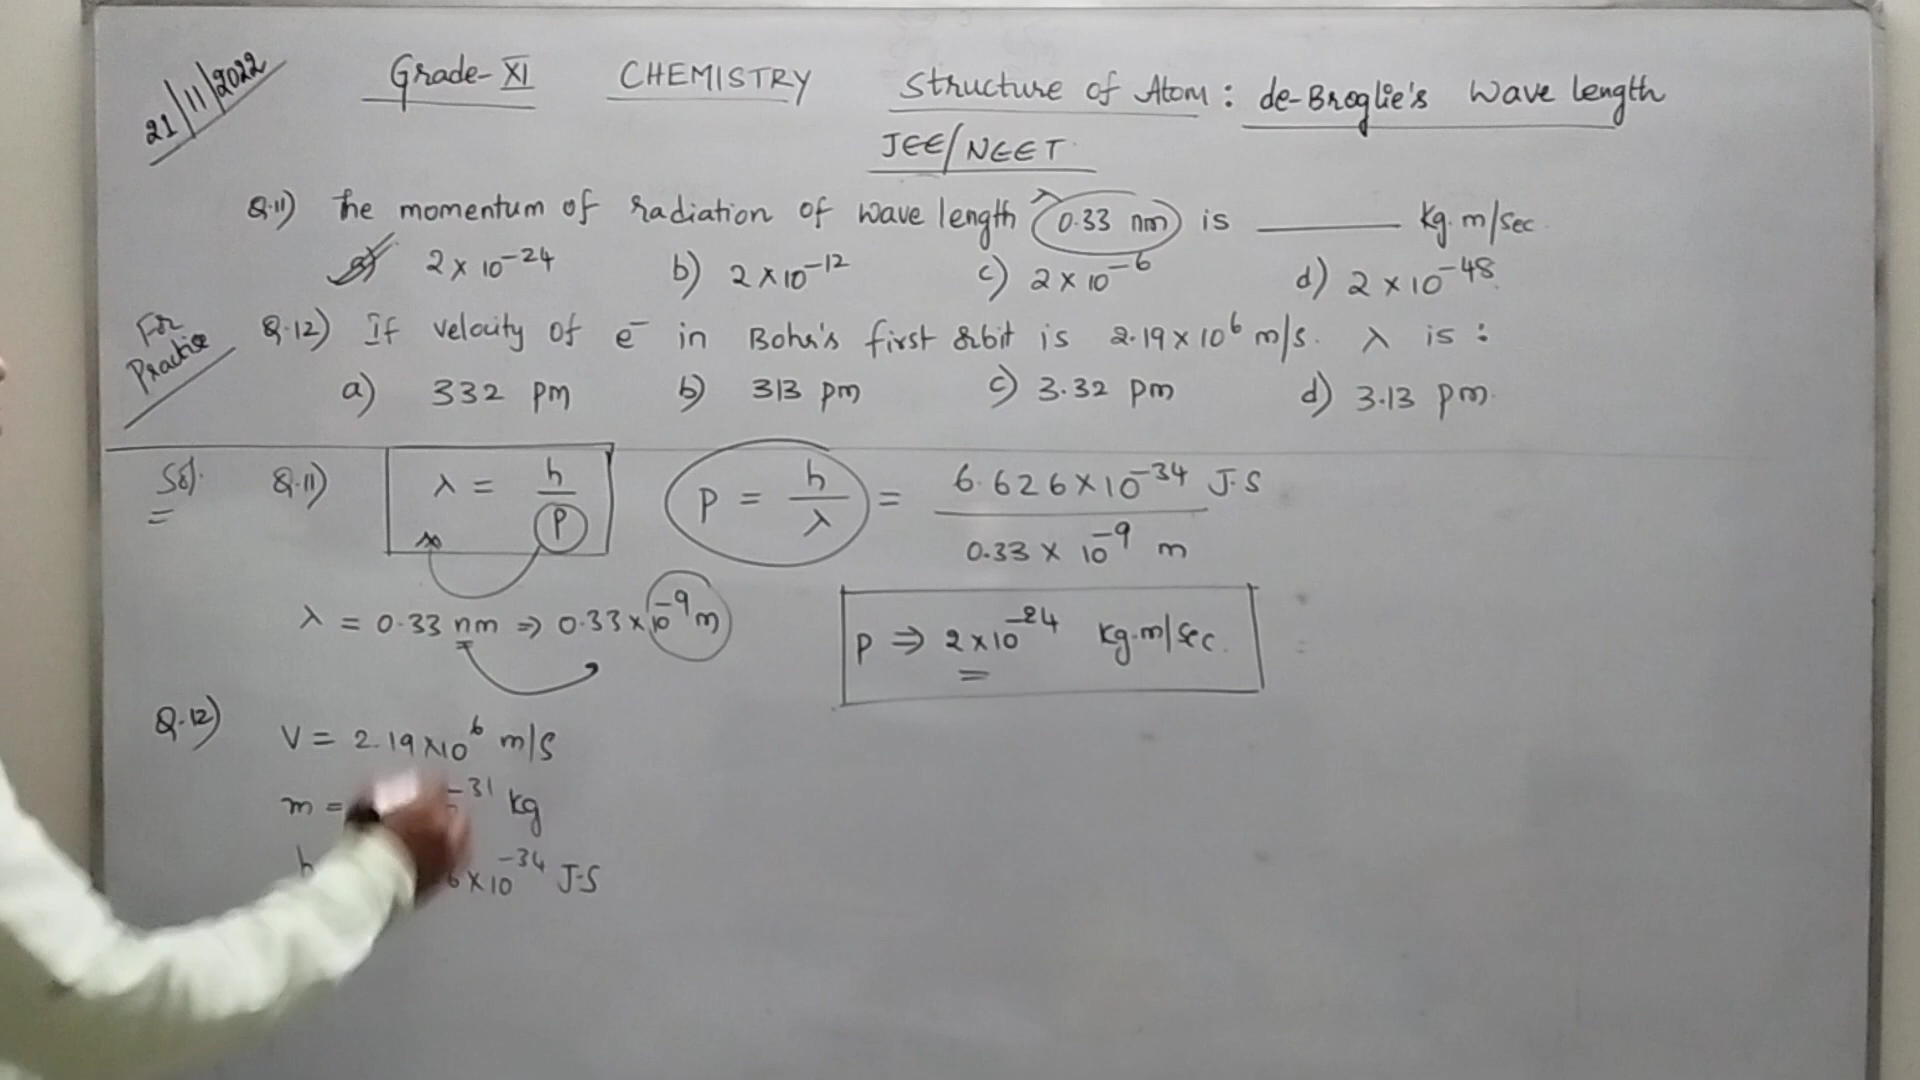 21/11/2022
Grade-XI CHEMISTRY Structure of Atom: de-Broglie's Wave length
JEE/NEET
Q.11) The momentum of radiation of wave length λ 0.33 nm is ______ Kg.m/Sec.
a) 2 x 10⁻²⁴ b) 2 x 10⁻¹² c) 2 x 10⁻⁶ d) 2 x 10⁻⁴⁸
For Practice
Q.12) If velocity of e⁻ in Bohr's first orbit is 2.19 x 10⁶ m/s. λ is :
a) 332 pm b) 313 pm c) 3.32 pm d) 3.13 pm.
Sol. Q.11) λ = h/P P = h/λ = 6.626 x 10⁻³⁴ J-S / 0.33 x 10⁻⁹ m
λ = 0.33 nm ⇒ 0.33 x 10⁻⁹ m
P ⇒ 2 x 10⁻²⁴ Kg.m/Sec.
Q.12) V = 2.19 x 10⁶ m/S
m = ⁻³¹ Kg
h 6 x 10⁻³⁴ J-S